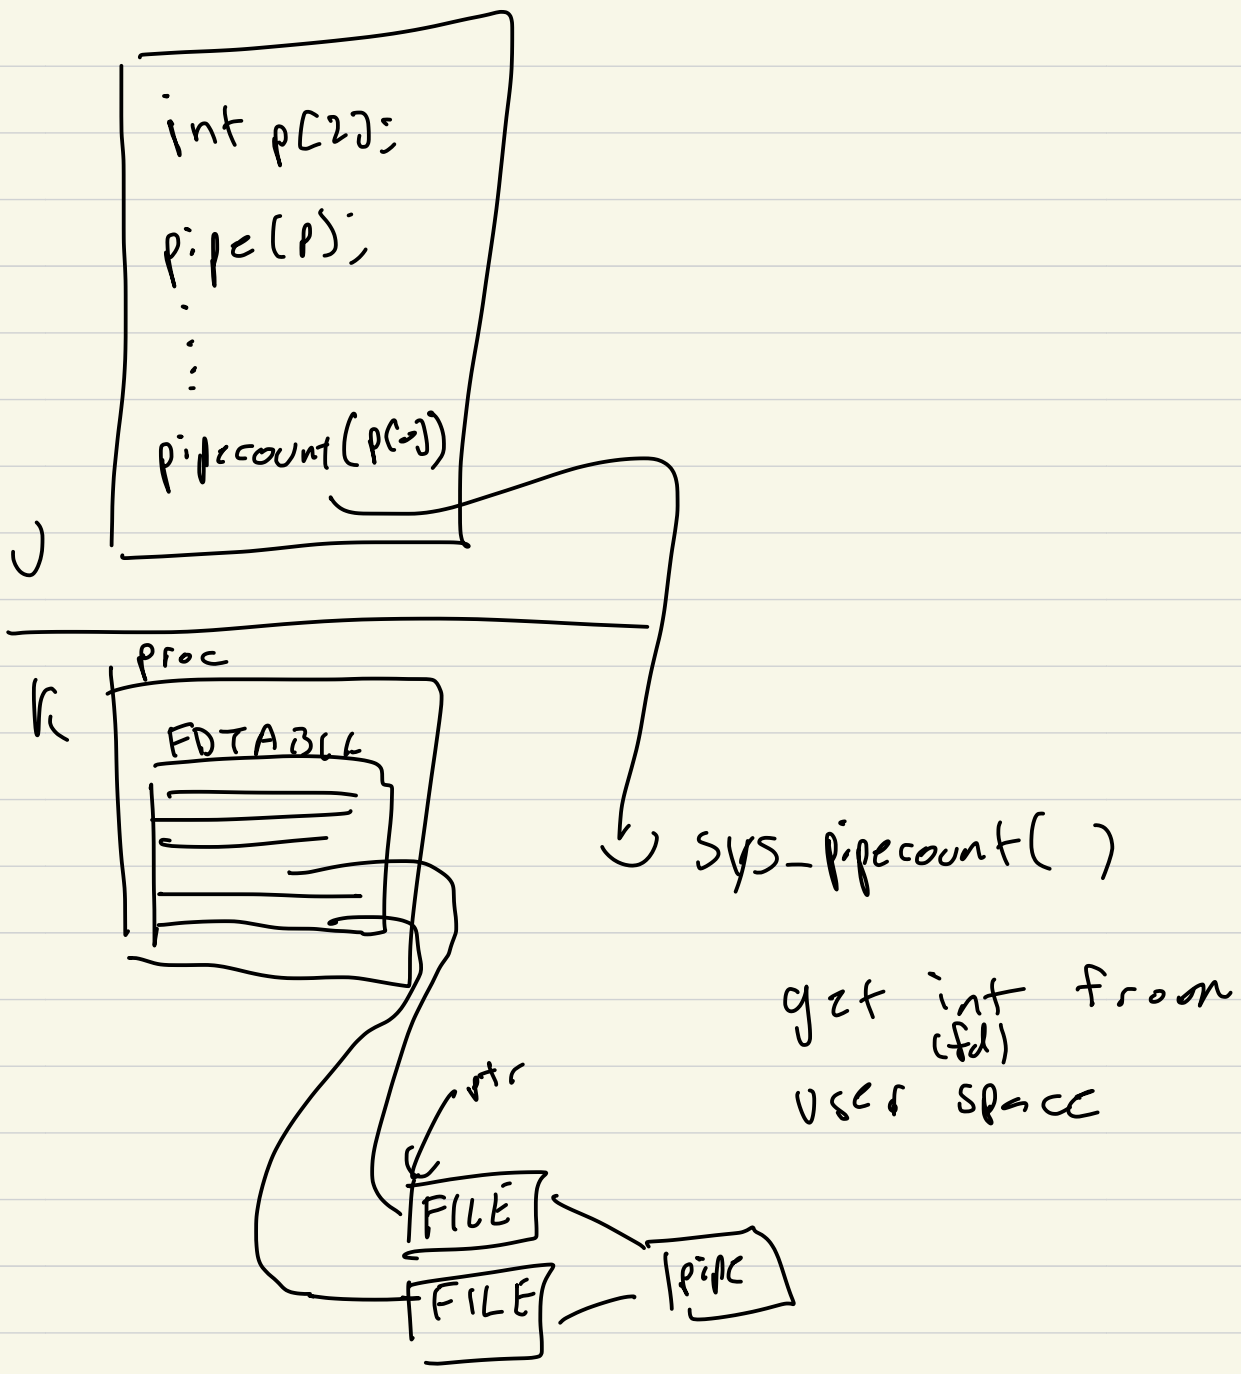 int p[2];
pipe(p);
pipecount(p[0])
U
proc
K
FDTABLE
sys_pipecount( )
get int from
(fd)
user space
ptr
FILE
pipe
FILE